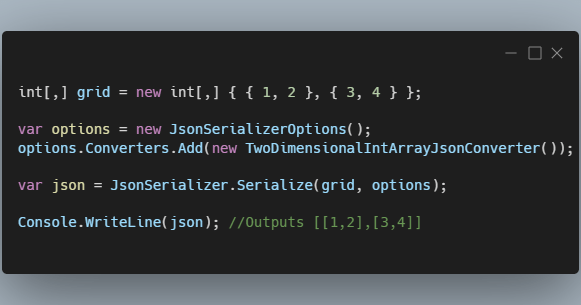 int[,] grid = new int[,] { { 1, 2 }, { 3, 4 } };
var options = new JsonSerializerOptions();
options.Converters.Add(new TwoDimensionalIntArrayJsonConverter());
var json = JsonSerializer.Serialize(grid, options);
Console.WriteLine(json); //Outputs [[1,2],[3,4]]